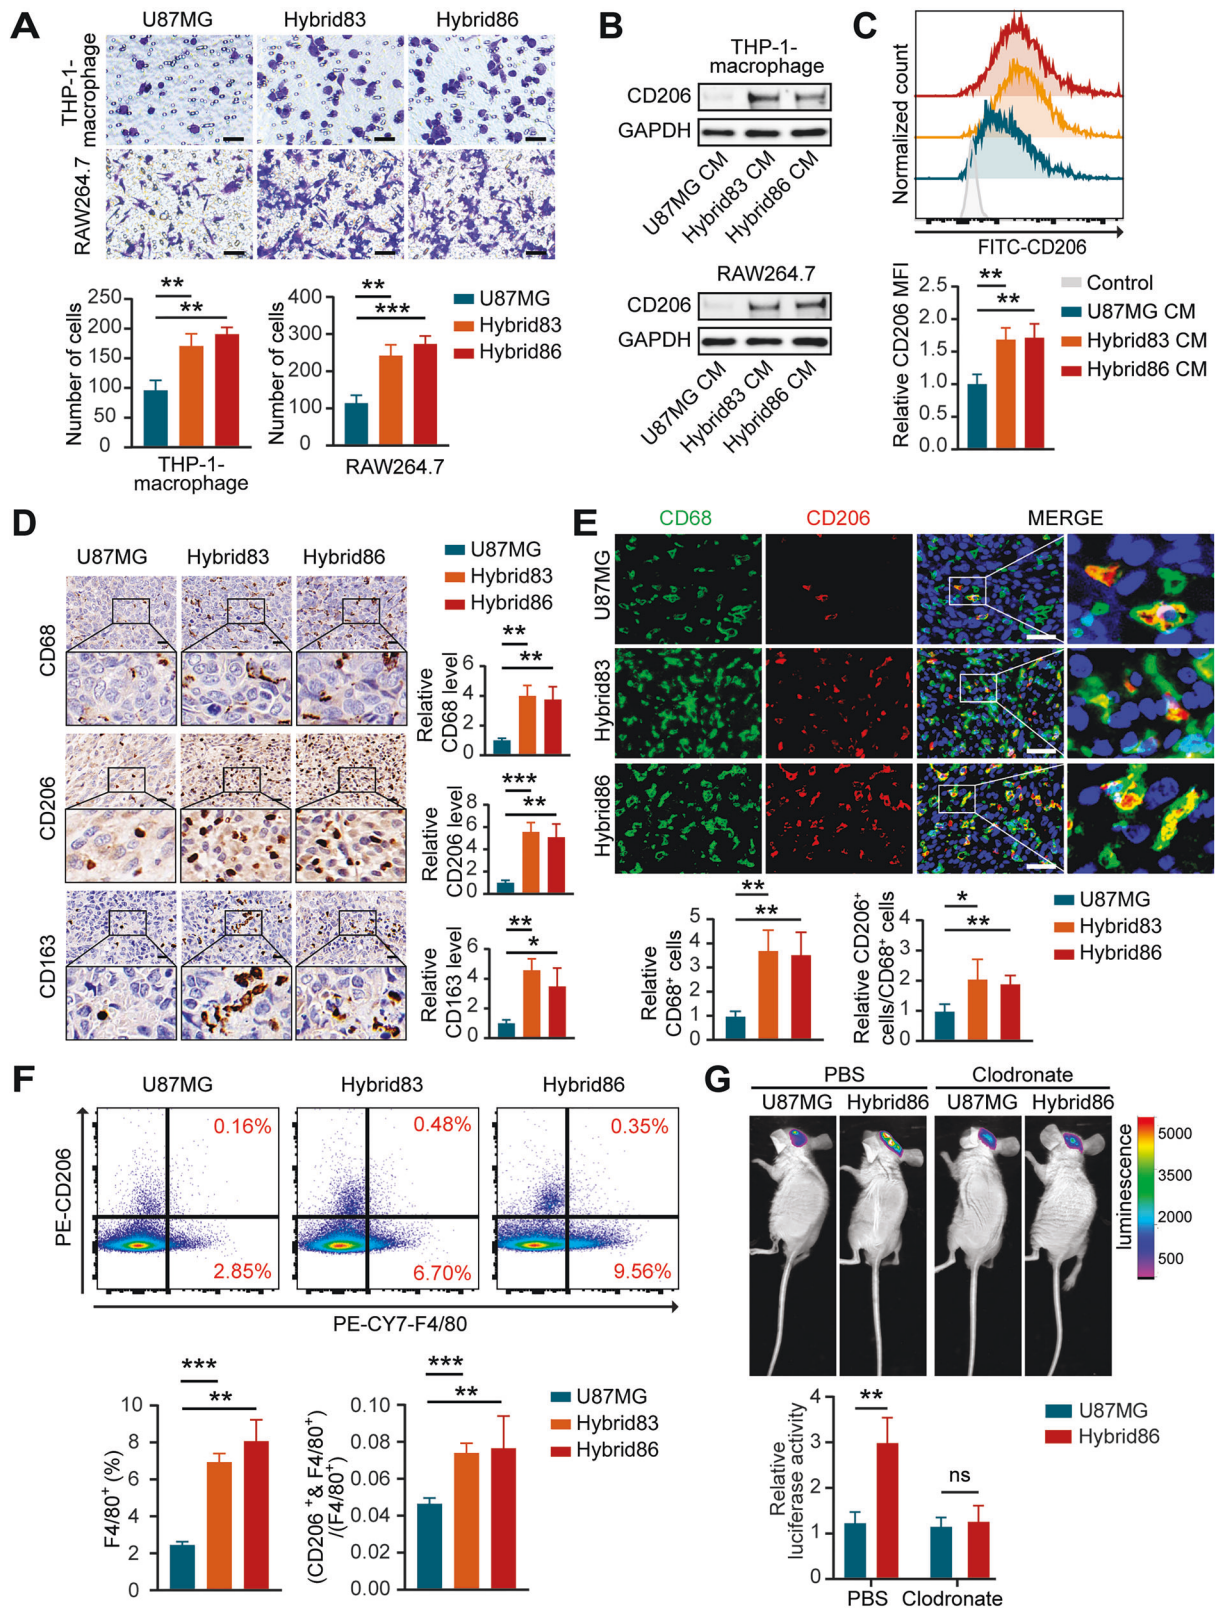 A
U87MG Hybrid83 Hybrid86
THP-1-
macrophage
RAW264.7
Number of cells
250
200
150
100
50
0
** 
**
THP-1-
macrophage
Number of cells
400
300
200
100
0
**
***
RAW264.7
U87MG
Hybrid83
Hybrid86
B
THP-1-
macrophage
CD206
GAPDH
U87MG CM
Hybrid83 CM
Hybrid86 CM
RAW264.7
CD206
GAPDH
U87MG CM
Hybrid83 CM
Hybrid86 CM
C
Normalized count
FITC-CD206
Relative CD206 MFI
2.5
2.0
1.5
1.0
0.5
0.0
**
**
Control
U87MG CM
Hybrid83 CM
Hybrid86 CM
D
U87MG Hybrid83 Hybrid86
CD68
CD206
CD163
U87MG
Hybrid83
Hybrid86
Relative
CD68 level
6
4
2
0
**
**
Relative
CD206 level
8
6
4
2
0
***
**
Relative
CD163 level
6
4
2
0
**
*
E
CD68 CD206 MERGE
U87MG
Hybrid83
Hybrid86
Relative
CD68⁺ cells
5
4
3
2
1
0
**
**
Relative CD206⁺
cells/CD68⁺ cells
4
3
2
1
0
*
**
U87MG
Hybrid83
Hybrid86
F
U87MG Hybrid83 Hybrid86
PE-CD206
0.16% 0.48% 0.35%
2.85% 6.70% 9.56%
PE-CY7-F4/80
F4/80⁺ (%)
10
8
6
4
2
0
***
**
(CD206⁺ & F4/80⁺)
/(F4/80⁺)
0.10
0.08
0.06
0.04
0.02
0.00
***
**
U87MG
Hybrid83
Hybrid86
G
PBS Clodronate
U87MG Hybrid86 U87MG Hybrid86
luminescence
5000
3500
2000
500
Relative
luciferase activity
4
3
2
1
0
**
ns
PBS Clodronate
U87MG
Hybrid86